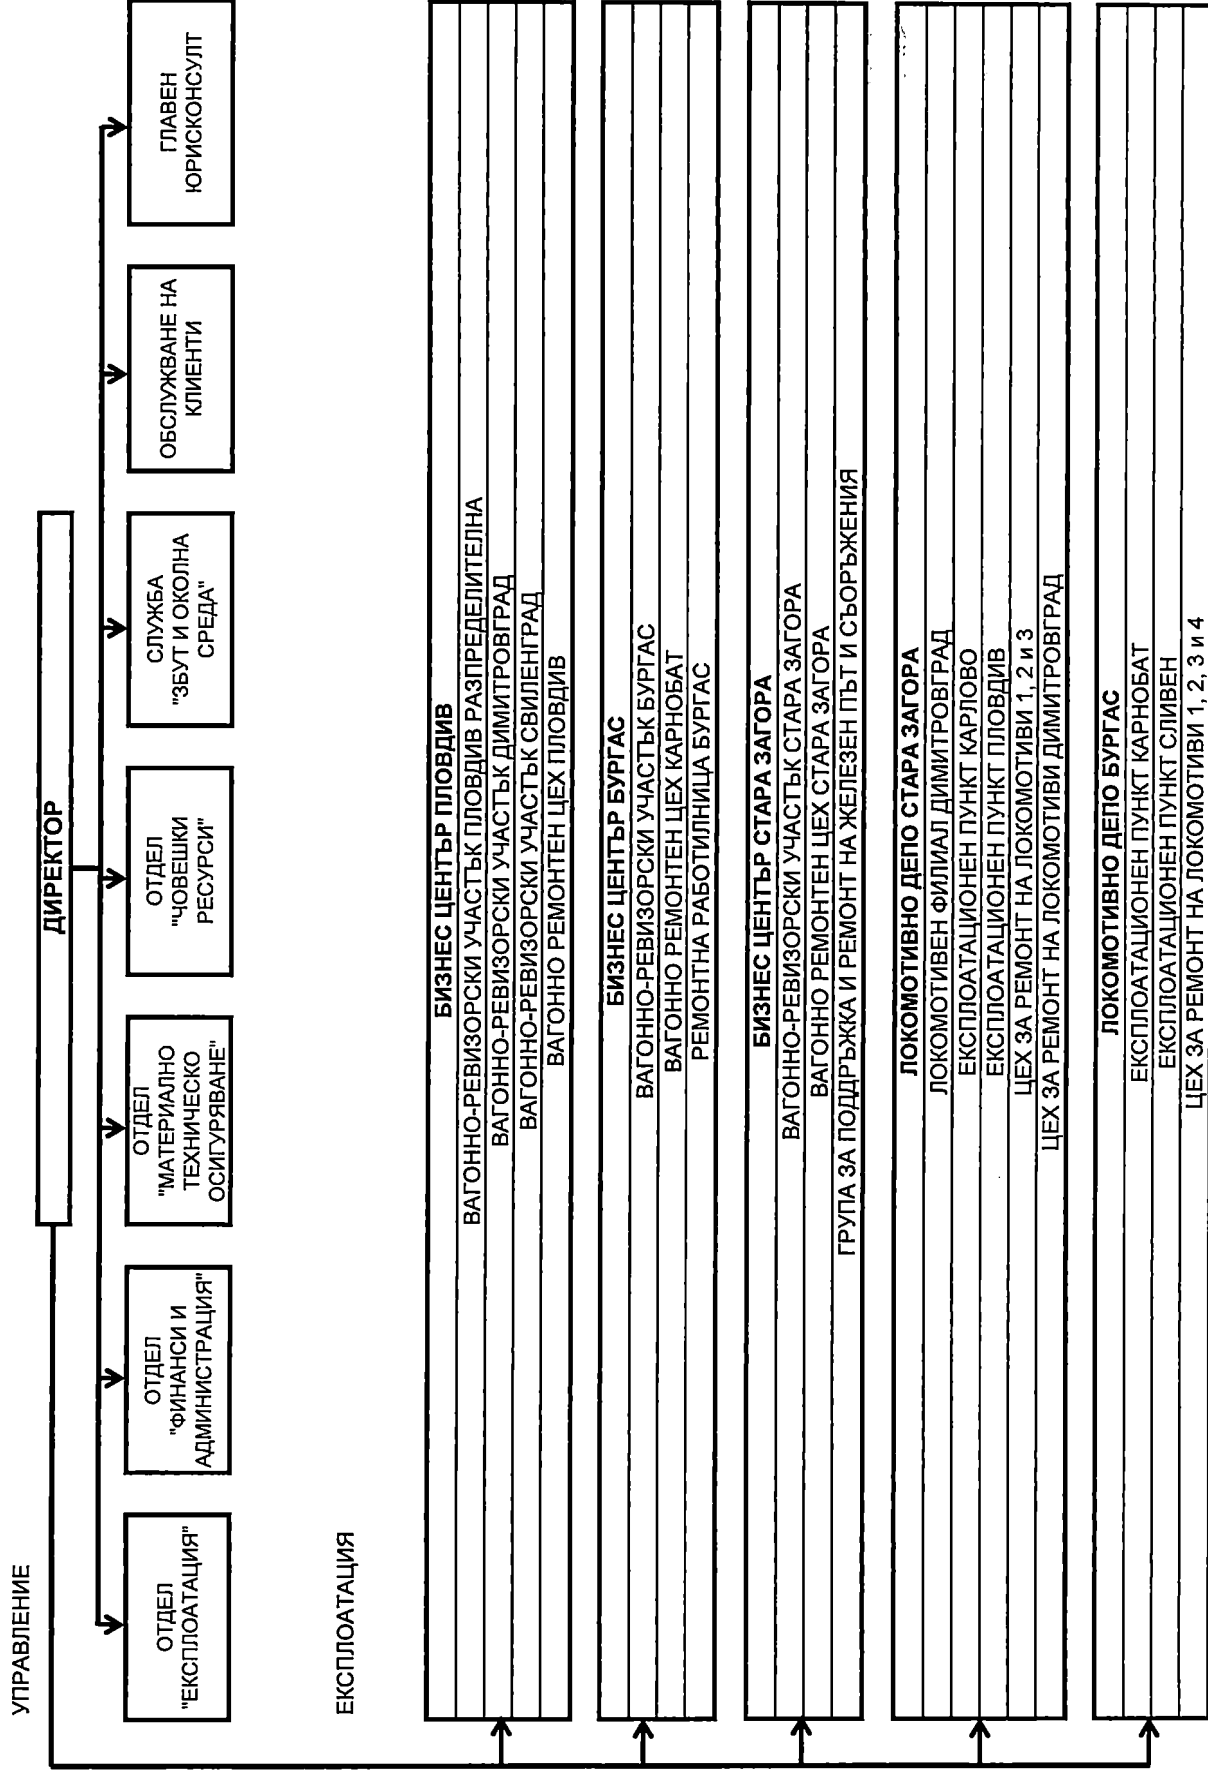 УПРАВЛЕНИЕ
ДИРЕКТОР
ОТДЕЛ
"ЕКСПЛОАТАЦИЯ"
ОТДЕЛ
"ФИНАНСИ И
АДМИНИСТРАЦИЯ"
ОТДЕЛ
"МАТЕРИАЛНО
ТЕХНИЧЕСКО
ОСИГУРЯВАНЕ"
ОТДЕЛ
"ЧОВЕШКИ
РЕСУРСИ"
СЛУЖБА
"ЗБУТ И ОКОЛНА
СРЕДА"
ОБСЛУЖВАНЕ НА
КЛИЕНТИ
ГЛАВЕН
ЮРИСКОНСУЛТ
ЕКСПЛОАТАЦИЯ
БИЗНЕС ЦЕНТЪР ПЛОВДИВ
ВАГОННО-РЕВИЗОРСКИ УЧАСТЪК ПЛОВДИВ РАЗПРЕДЕЛИТЕЛНА
ВАГОННО-РЕВИЗОРСКИ УЧАСТЪК ДИМИТРОВГРАД
ВАГОННО-РЕВИЗОРСКИ УЧАСТЪК СВИЛЕНГРАД
ВАГОННО РЕМОНТЕН ЦЕХ ПЛОВДИВ
БИЗНЕС ЦЕНТЪР БУРГАС
ВАГОННО-РЕВИЗОРСКИ УЧАСТЪК БУРГАС
ВАГОННО РЕМОНТЕН ЦЕХ КАРНОБАТ
РЕМОНТНА РАБОТИЛНИЦА БУРГАС
БИЗНЕС ЦЕНТЪР СТАРА ЗАГОРА
ВАГОННО-РЕВИЗОРСКИ УЧАСТЪК СТАРА ЗАГОРА
ВАГОННО РЕМОНТЕН ЦЕХ СТАРА ЗАГОРА
ГРУПА ЗА ПОДДРЪЖКА И РЕМОНТ НА ЖЕЛЕЗЕН ПЪТ И СЪОРЪЖЕНИЯ
ЛОКОМОТИВНО ДЕПО СТАРА ЗАГОРА
ЛОКОМОТИВЕН ФИЛИАЛ ДИМИТРОВГРАД
ЕКСПЛОАТАЦИОНЕН ПУНКТ КАРЛОВО
ЕКСПЛОАТАЦИОНЕН ПУНКТ ПЛОВДИВ
ЦЕХ ЗА РЕМОНТ НА ЛОКОМОТИВИ 1, 2 и 3
ЦЕХ ЗА РЕМОНТ НА ЛОКОМОТИВИ ДИМИТРОВГРАД
ЛОКОМОТИВНО ДЕПО БУРГАС
ЕКСПЛОАТАЦИОНЕН ПУНКТ КАРНОБАТ
ЕКСПЛОАТАЦИОНЕН ПУНКТ СЛИВЕН
ЦЕХ ЗА РЕМОНТ НА ЛОКОМОТИВИ 1, 2, 3 и 4